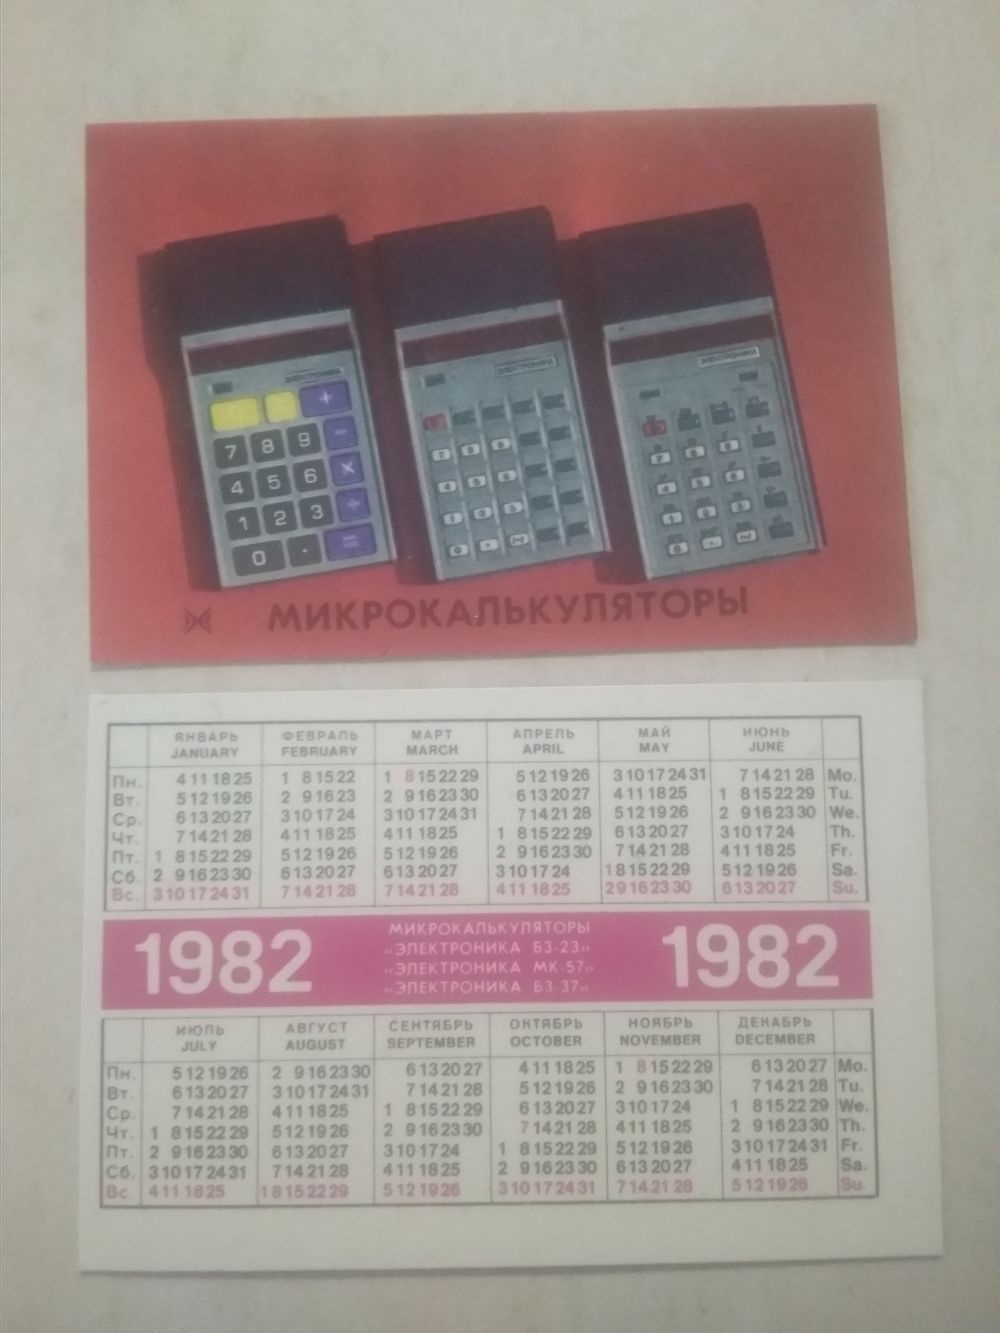 ЭЛЕКТРОНИКА
ЭЛЕКТРОНИКА
ЭЛЕКТРОНИКА
+
7 8 9 -
4 5 6 ×
1 2 3 ÷
0 . =
МИКРОКАЛЬКУЛЯТОРЫ
ЯНВАРЬ ФЕВРАЛЬ МАРТ АПРЕЛЬ МАЙ ИЮНЬ
JANUARY FEBRUARY MARCH APRIL MAY JUNE
Пн. 4 11 18 25 1 8 15 22 1 8 15 22 29 5 12 19 26 3 10 17 24 31 7 14 21 28 Mo.
Вт. 5 12 19 26 2 9 16 23 2 9 16 23 30 6 13 20 27 4 11 18 25 1 8 15 22 29 Tu.
Ср. 6 13 20 27 3 10 17 24 3 10 17 24 31 7 14 21 28 5 12 19 26 2 9 16 23 30 We.
Чт. 7 14 21 28 4 11 18 25 4 11 18 25 1 8 15 22 29 6 13 20 27 3 10 17 24 Th.
Пт. 1 8 15 22 29 5 12 19 26 5 12 19 26 2 9 16 23 30 7 14 21 28 4 11 18 25 Fr.
Сб. 2 9 16 23 30 6 13 20 27 6 13 20 27 3 10 17 24 1 8 15 22 29 5 12 19 26 Sa.
Вс. 3 10 17 24 31 7 14 21 28 7 14 21 28 4 11 18 25 2 9 16 23 30 6 13 20 27 Su.
1982 МИКРОКАЛЬКУЛЯТОРЫ 1982
«ЭЛЕКТРОНИКА Б3-23»
«ЭЛЕКТРОНИКА МК-57»
«ЭЛЕКТРОНИКА Б3-37»
ИЮЛЬ АВГУСТ СЕНТЯБРЬ ОКТЯБРЬ НОЯБРЬ ДЕКАБРЬ
JULY AUGUST SEPTEMBER OCTOBER NOVEMBER DECEMBER
Пн. 5 12 19 26 2 9 16 23 30 6 13 20 27 4 11 18 25 1 8 15 22 29 6 13 20 27 Mo.
Вт. 6 13 20 27 3 10 17 24 31 7 14 21 28 5 12 19 26 2 9 16 23 30 7 14 21 28 Tu.
Ср. 7 14 21 28 4 11 18 25 1 8 15 22 29 6 13 20 27 3 10 17 24 1 8 15 22 29 We.
Чт. 1 8 15 22 29 5 12 19 26 2 9 16 23 30 7 14 21 28 4 11 18 25 2 9 16 23 30 Th.
Пт. 2 9 16 23 30 6 13 20 27 3 10 17 24 1 8 15 22 29 5 12 19 26 3 10 17 24 31 Fr.
Сб. 3 10 17 24 31 7 14 21 28 4 11 18 25 2 9 16 23 30 6 13 20 27 4 11 18 25 Sa.
Вс. 4 11 18 25 1 8 15 22 29 5 12 19 26 3 10 17 24 31 7 14 21 28 5 12 19 26 Su.